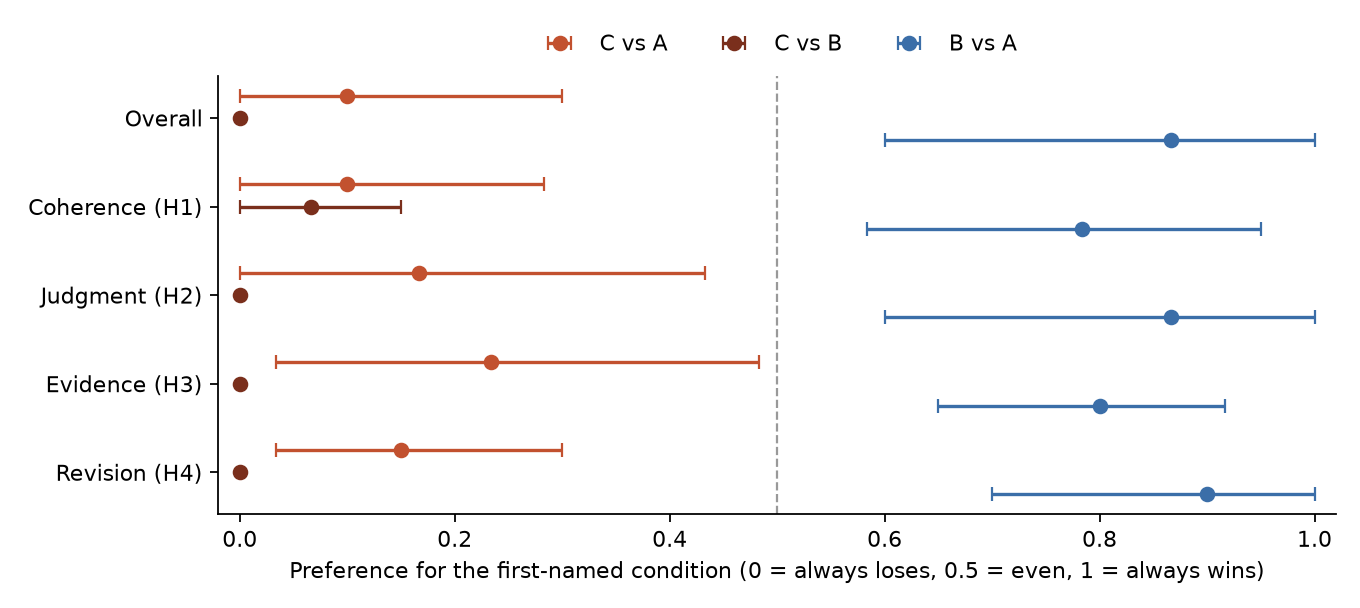 C vs A C vs B B vs A
Overall
Coherence (H1)
Judgment (H2)
Evidence (H3)
Revision (H4)
0.0 0.2 0.4 0.6 0.8 1.0
Preference for the first-named condition (0 = always loses, 0.5 = even, 1 = always wins)